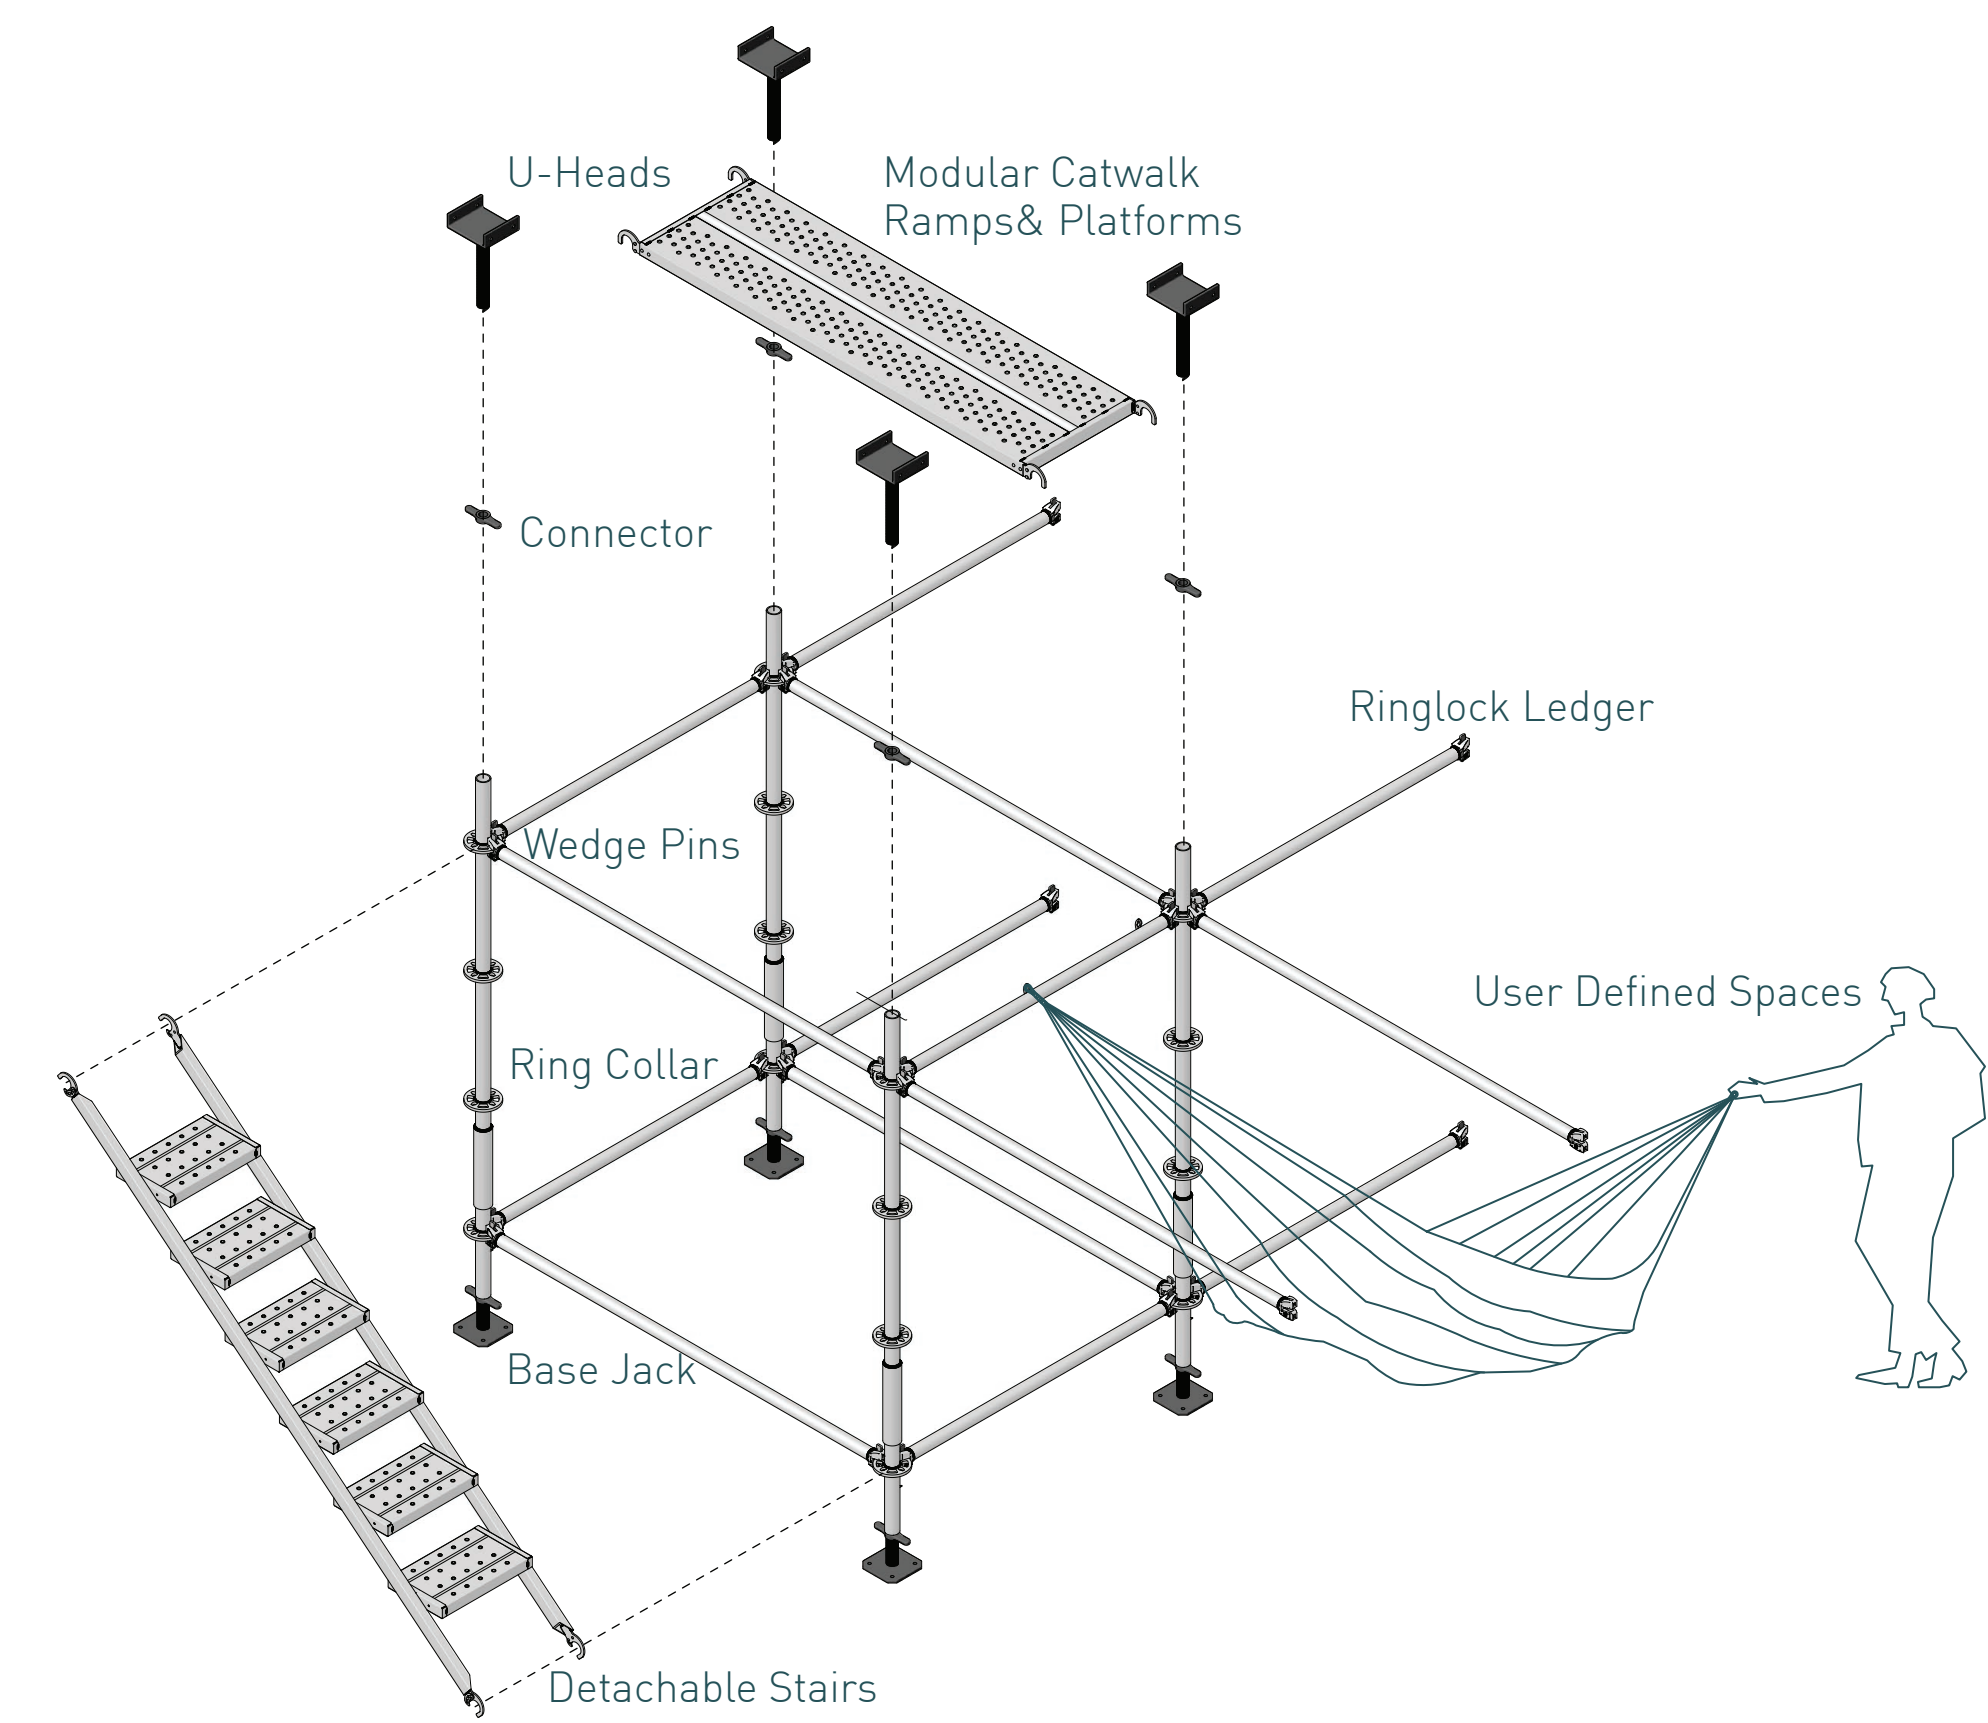 U-Heads
Modular Catwalk
Ramps& Platforms
Connector
Ringlock Ledger
Wedge Pins
User Defined Spaces
Ring Collar
Base Jack
Detachable Stairs